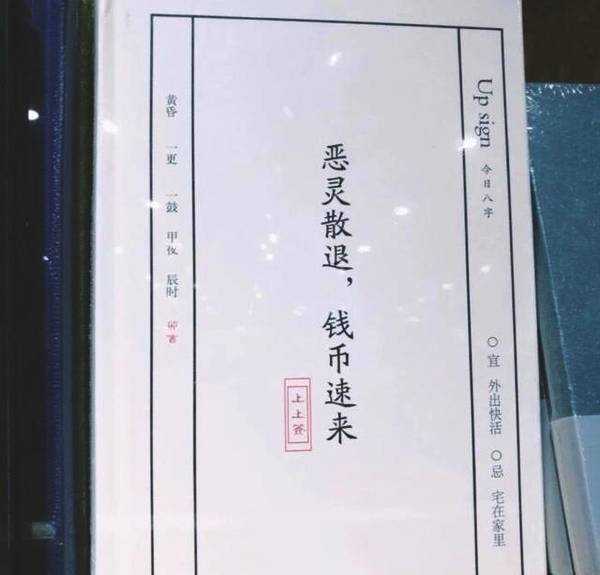 Up sign 今日八字
○宜 外出快活 ○忌 宅在家里
恶灵散退，钱币速来
上上签
黄昏 一更 一鼓 甲夜 辰时